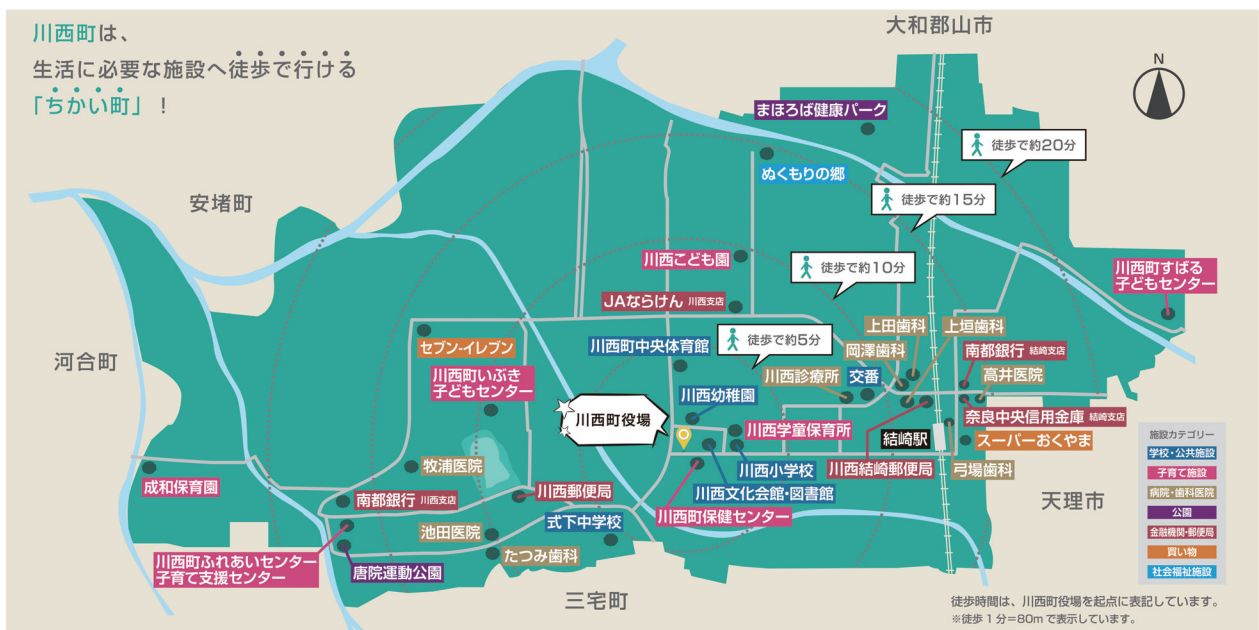 川西町は、
生活に必要な施設へ徒歩で行ける
「ちかい町」！
大和郡山市
N
まほろば健康パーク
徒歩で約20分
ぬくもりの郷
徒歩で約15分
安堵町
川西こども園
徒歩で約10分
川西町すばる
子どもセンター
JAならけん 川西支店
上田歯科
上垣歯科
セブン-イレブン
川西町中央体育館
徒歩で約5分
岡澤歯科
南都銀行 結崎支店
河合町
川西町いぶき
子どもセンター
川西診療所
交番
高井医院
川西幼稚園
川西町役場
川西学童保育所
結崎駅
奈良中央信用金庫 結崎支店
スーパーおくやま
牧浦医院
川西小学校
川西結崎郵便局
弓場歯科
成和保育園
南都銀行 川西支店
川西郵便局
川西文化会館・図書館
天理市
池田医院
式下中学校
川西町保健センター
川西町ふれあいセンター
子育て支援センター
唐院運動公園
たつみ歯科
三宅町
施設カテゴリー
学校・公共施設
子育て施設
病院・歯科医院
公園
金融機関・郵便局
買い物
社会福祉施設
徒歩時間は、川西町役場を起点に表記しています。
※徒歩1分=80mで表示しています。